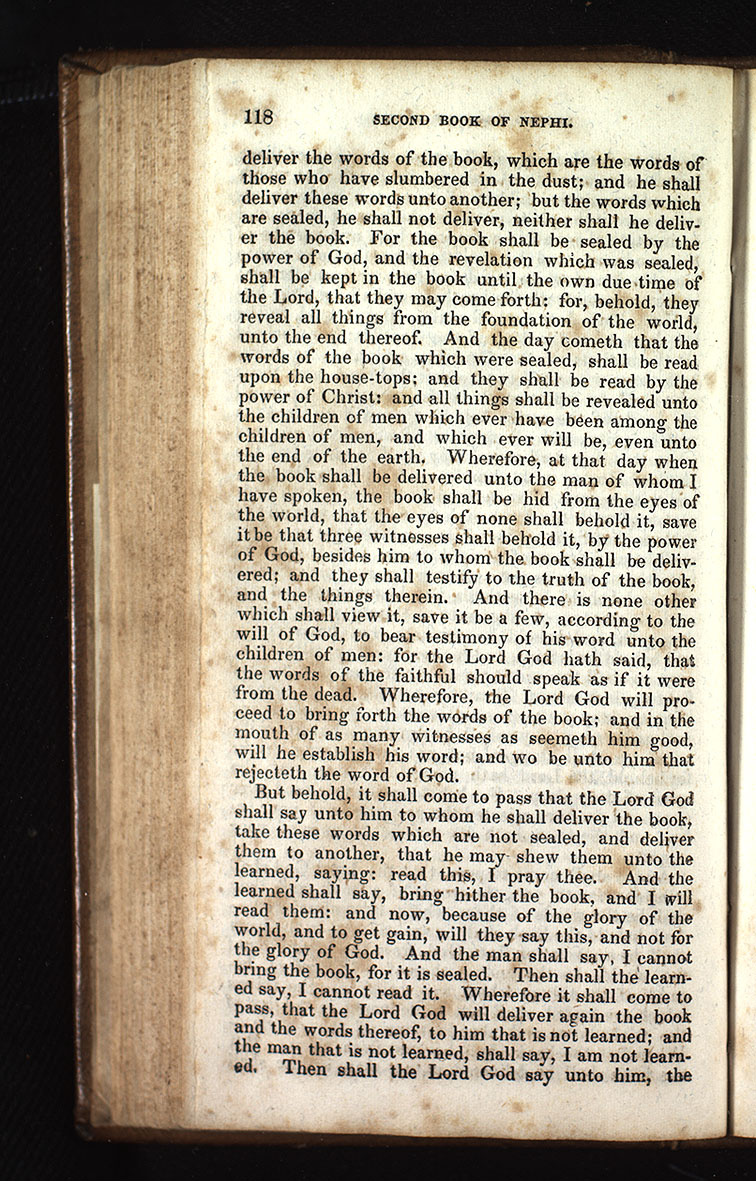 118 SECOND BOOK OF NEPHI.
deliver the words of the book, which are the words of
those who have slumbered in the dust; and he shall
deliver these words unto another; but the words which
are sealed, he shall not deliver, neither shall he deliv-
er the book. For the book shall be sealed by the
power of God, and the revelation which was sealed,
shall be kept in the book until the own due time of
the Lord, that they may come forth: for, behold, they
reveal all things from the foundation of the world,
unto the end thereof. And the day cometh that the
words of the book which were sealed, shall be read
upon the house-tops; and they shall be read by the
power of Christ: and all things shall be revealed unto
the children of men which ever have been among the
children of men, and which ever will be, even unto
the end of the earth. Wherefore, at that day when
the book shall be delivered unto the man of whom I
have spoken, the book shall be hid from the eyes of
the world, that the eyes of none shall behold it, save
it be that three witnesses shall behold it, by the power
of God, besides him to whom the book shall be deliv-
ered; and they shall testify to the truth of the book,
and the things therein. And there is none other
which shall view it, save it be a few, according to the
will of God, to bear testimony of his word unto the
children of men: for the Lord God hath said, that
the words of the faithful should speak as if it were
from the dead. Wherefore, the Lord God will pro-
ceed to bring forth the words of the book; and in the
mouth of as many witnesses as seemeth him good,
will he establish his word; and wo be unto him that
rejecteth the word of God.
But behold, it shall come to pass that the Lord God
shall say unto him to whom he shall deliver the book,
take these words which are not sealed, and deliver
them to another, that he may shew them unto the
learned, saying: read this, I pray thee. And the
learned shall say, bring hither the book, and I will
read them: and now, because of the glory of the
world, and to get gain, will they say this, and not for
the glory of God. And the man shall say, I cannot
bring the book, for it is sealed. Then shall the learn-
ed say, I cannot read it. Wherefore it shall come to
pass, that the Lord God will deliver again the book
and the words thereof, to him that is not learned; and
the man that is not learned, shall say, I am not learn-
ed. Then shall the Lord God say unto him, the